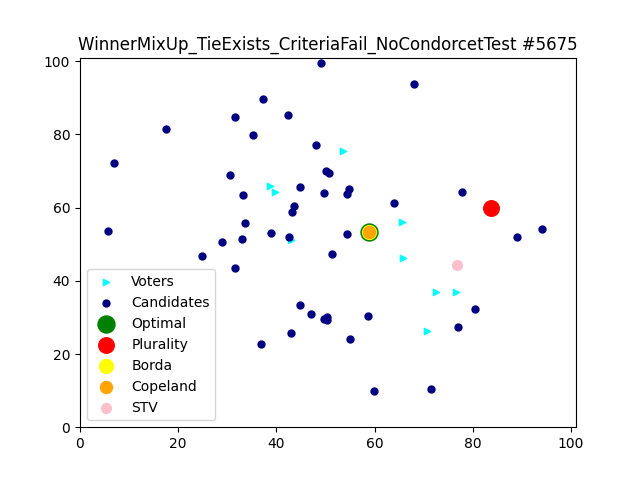 WinnerMixUp_TieExists_CriteriaFail_NoCondorcetTest #5675
100
80
60
40
20
0
Voters
Candidates
Optimal
Plurality
Borda
Copeland
STV
0 20 40 60 80 100